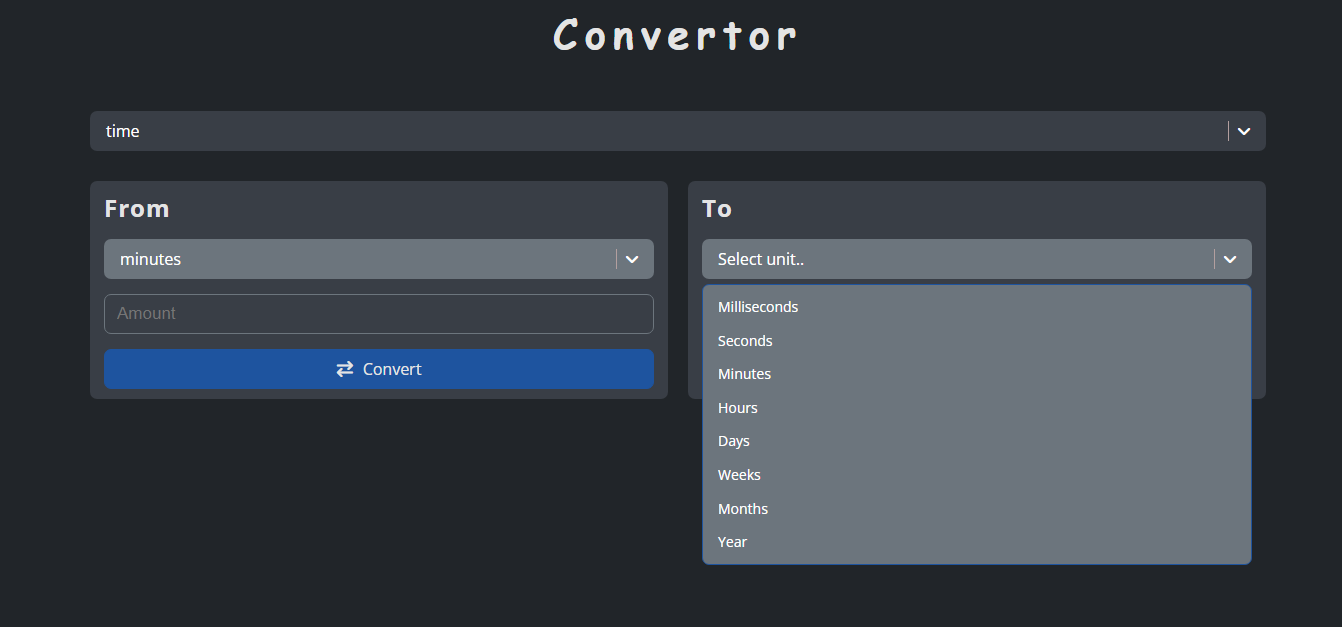 Convertor
time
From
minutes
Amount
Convert
To
Select unit..
Milliseconds
Seconds
Minutes
Hours
Days
Weeks
Months
Year